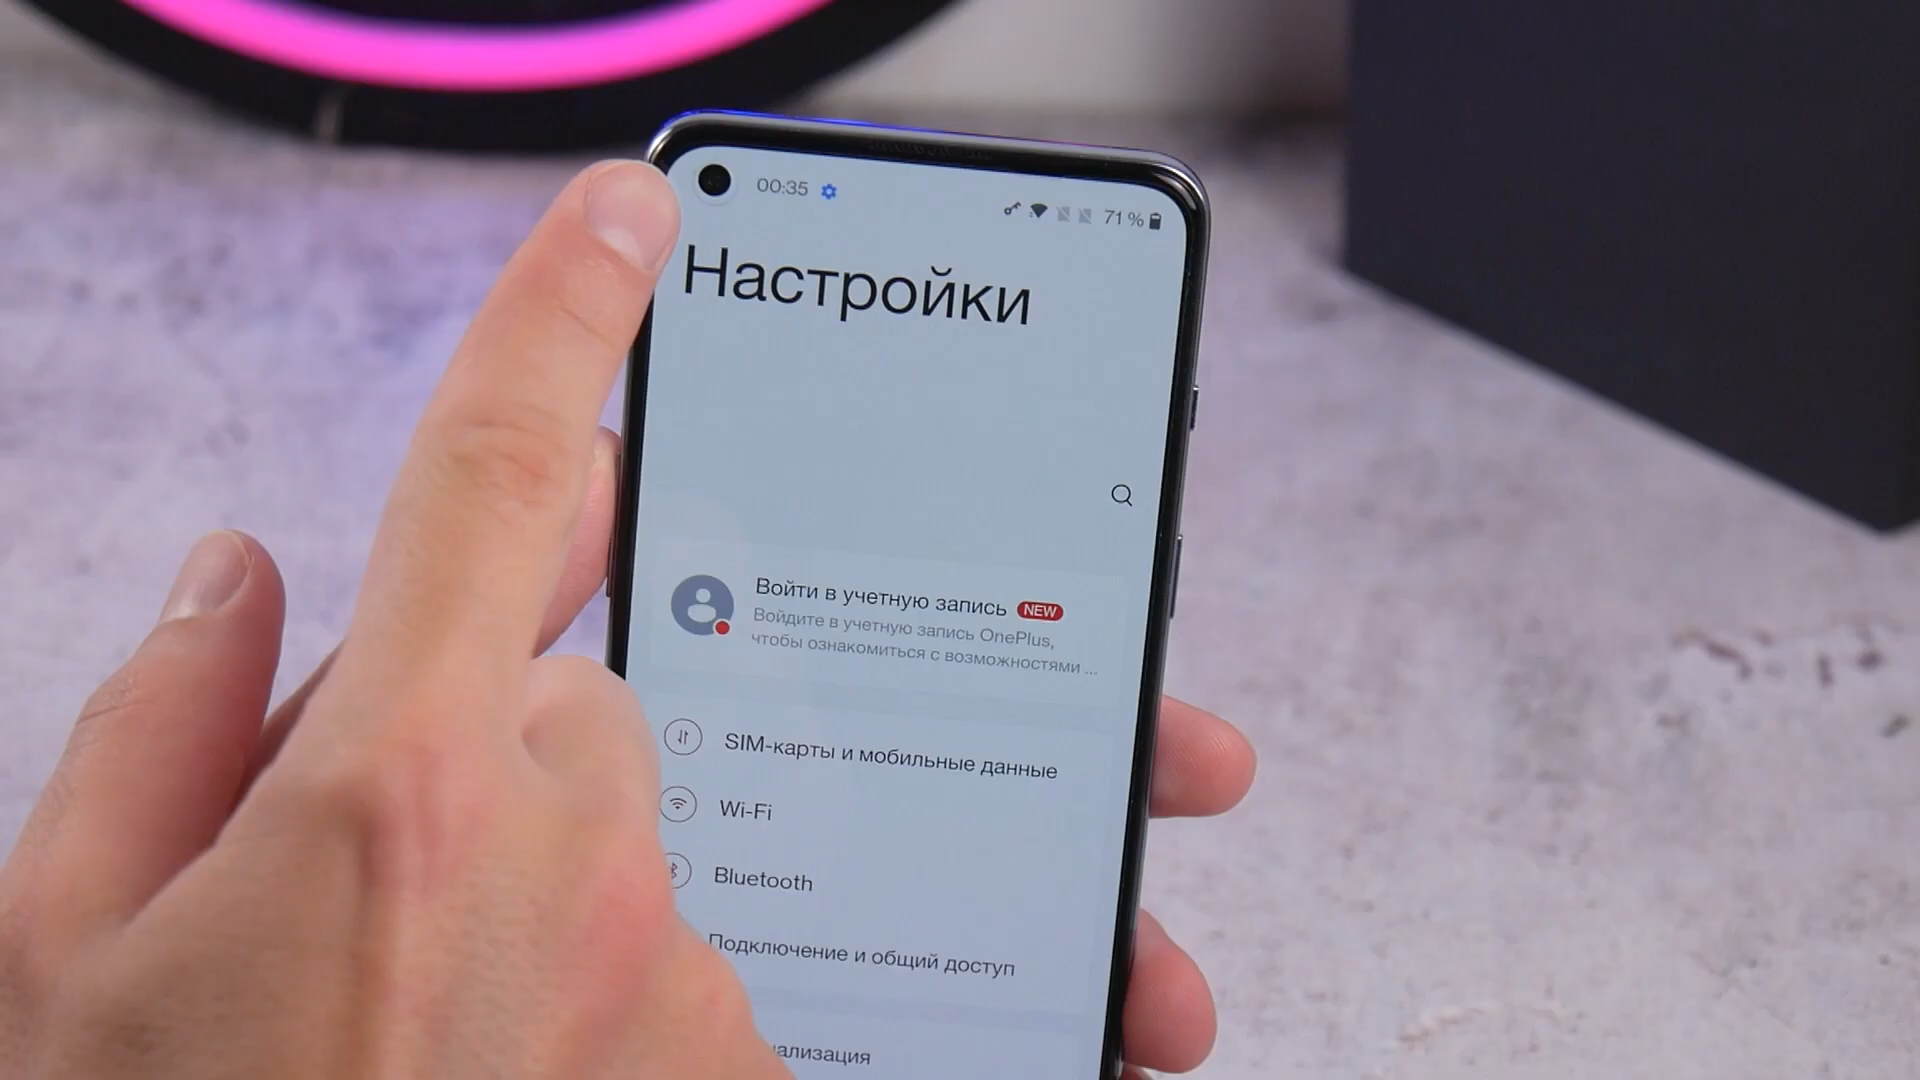 00:35
71 %
Настройки
Войти в учетную запись NEW
Войдите в учетную запись OnePlus,
чтобы ознакомиться с возможностями ...
SIM-карты и мобильные данные
Wi-Fi
Bluetooth
Подключение и общий доступ
ализация